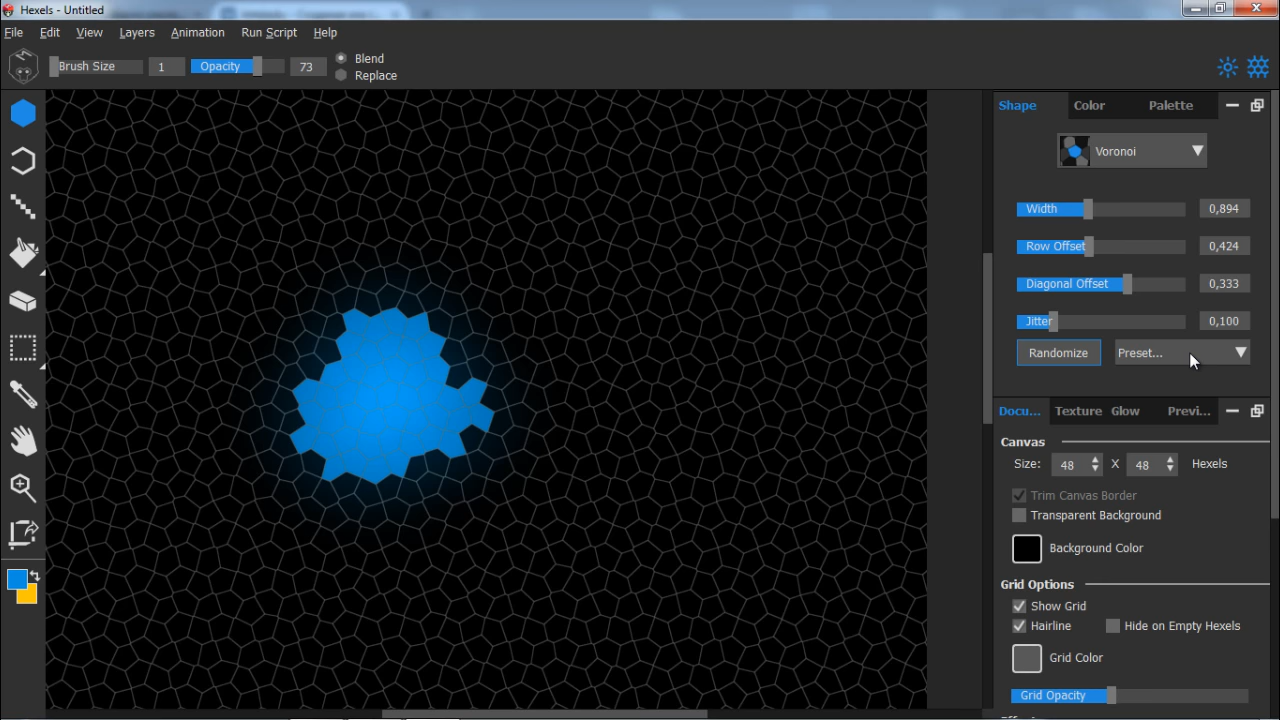 Hexels - Untitled
File Edit View Layers Animation Run Script Help
Brush Size 1 Opacity 73 Blend
Replace
Shape Color Palette
Voronoi
Width 0,894
Row Offset 0,424
Diagonal Offset 0,333
Jitter 0,100
Randomize Preset...
Docu... Texture Glow Previ...
Canvas
Size: 48 X 48 Hexels
Trim Canvas Border
Transparent Background
Background Color
Grid Options
Show Grid
Hairline Hide on Empty Hexels
Grid Color
Grid Opacity